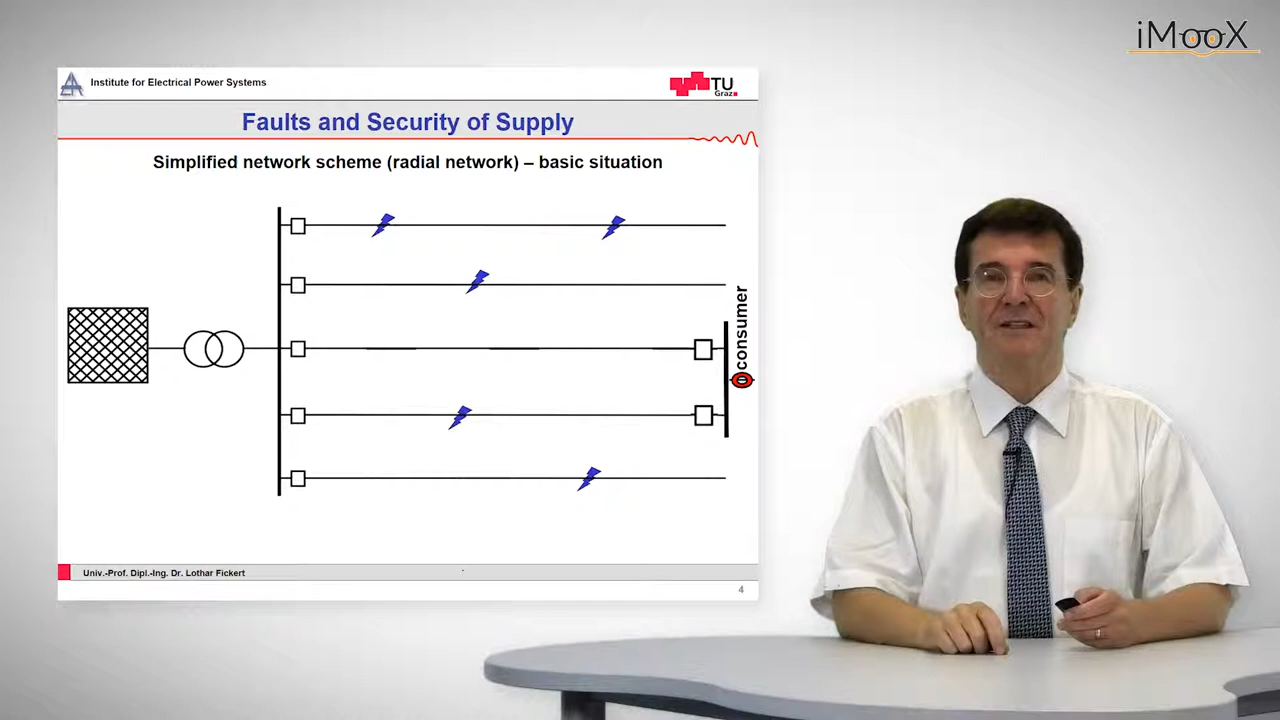 iMooX
Institute for Electrical Power Systems
TU
Graz
Faults and Security of Supply
Simplified network scheme (radial network) – basic situation
consumer
Univ.-Prof. Dipl.-Ing. Dr. Lothar Fickert
4